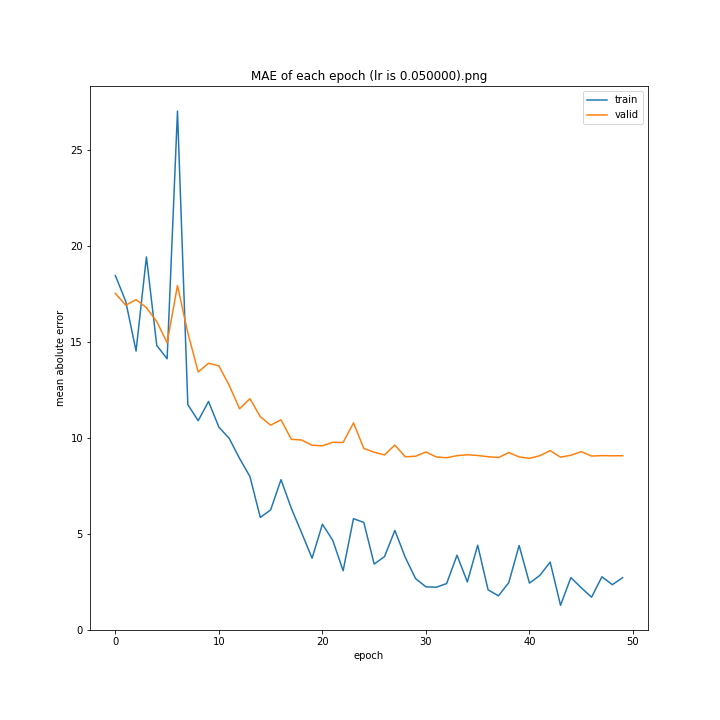 MAE of each epoch (lr is 0.050000).png
train
valid
25
20
15
10
5
0
mean abolute error
0 10 20 30 40 50
epoch